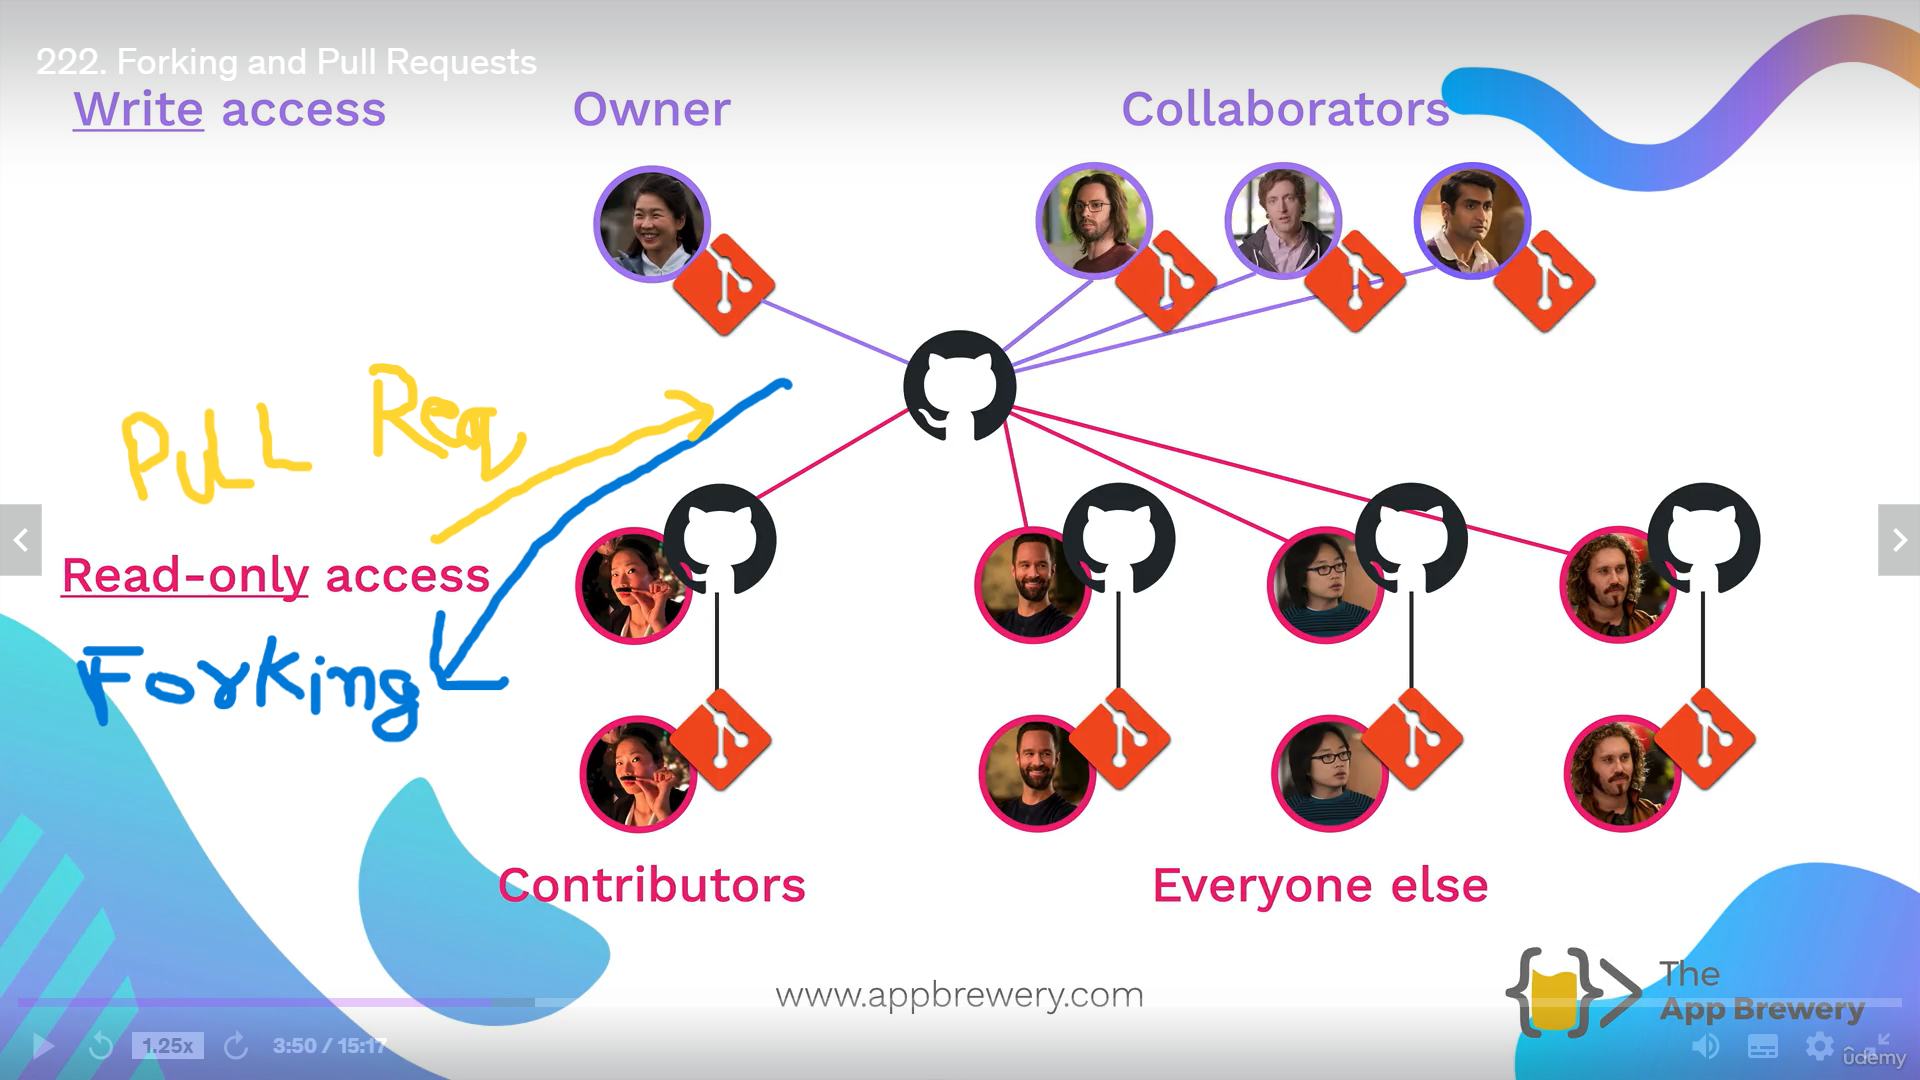 222. Forking and Pull Requests
Write access
Owner
Collaborators
PULL Req
Read-only access
Forking
Contributors
Everyone else
www.appbrewery.com
The
App Brewery
1.25x
3:50 / 15:17
ûdemy